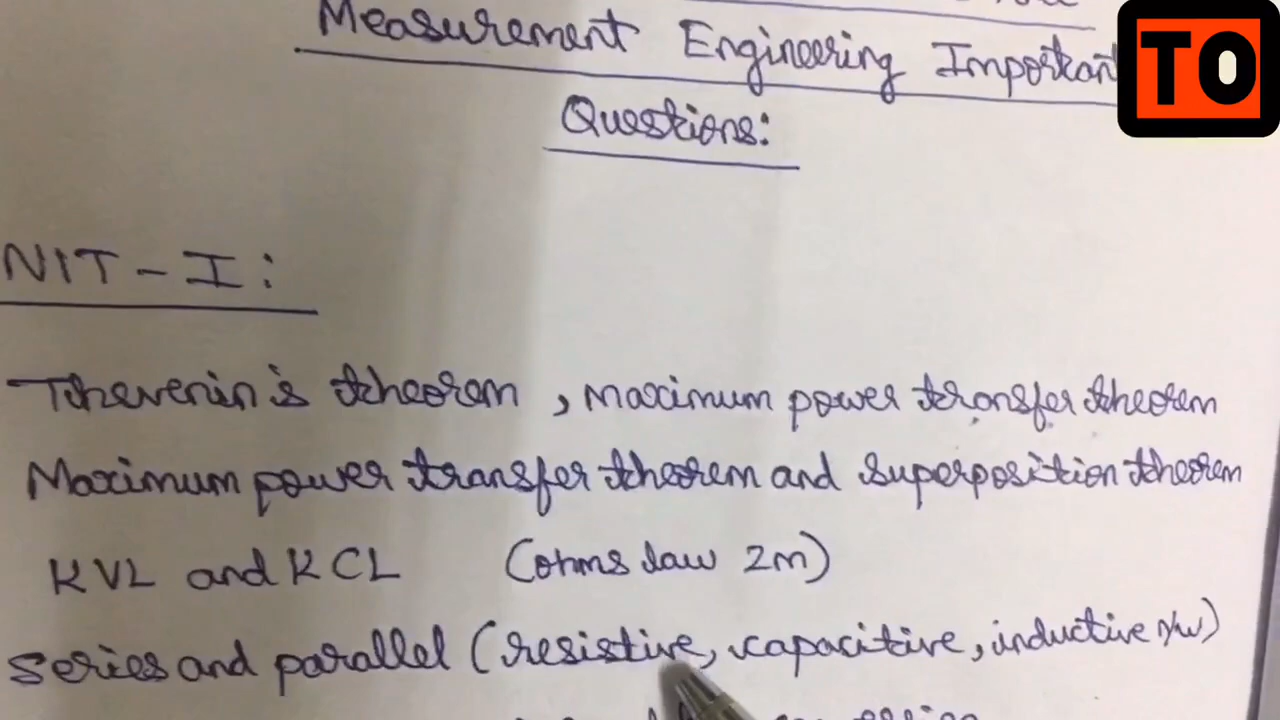 Measurement Engineering Important
TO
Questions:
NIT - I:
Thevenin's theorem, Maximum power transfer theorem
Maximum power transfer theorem and superposition theorem
KVL and KCL (ohms law 2m)
Series and parallel (resistive, capacitive, inductive n/w)